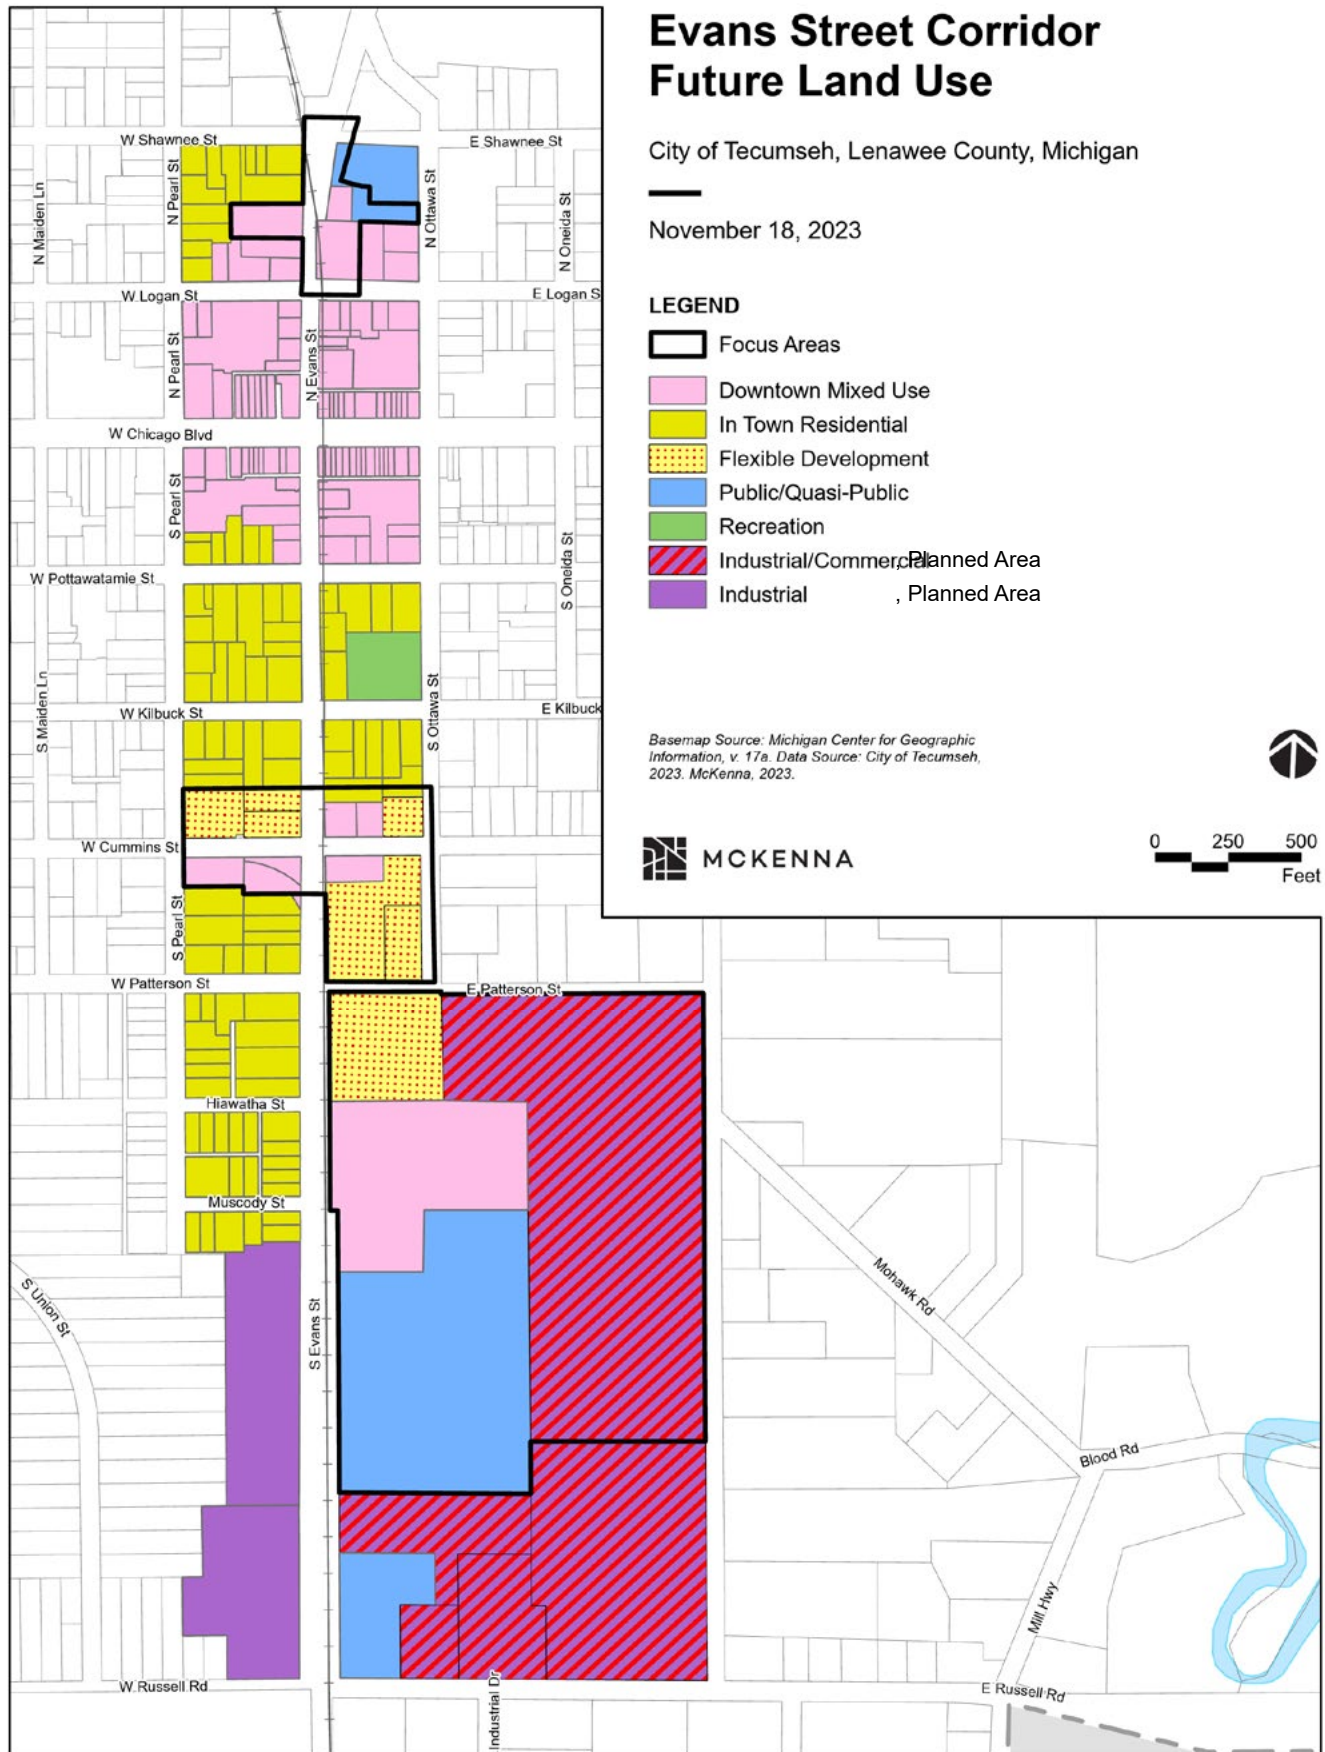 Evans Street Corridor
Future Land Use
City of Tecumseh, Lenawee County, Michigan
November 18, 2023
LEGEND
Focus Areas
Downtown Mixed Use
In Town Residential
Flexible Development
Public/Quasi-Public
Recreation
Industrial/Commercial, Planned Area
Industrial , Planned Area
Basemap Source: Michigan Center for Geographic
Information, v. 17a. Data Source: City of Tecumseh,
2023. McKenna, 2023.
MCKENNA
0 250 500
Feet
W Shawnee St
E Shawnee St
N Maiden Ln
N Pearl St
N Ottawa St
N Oneida St
W Logan St
E Logan S
N Pearl St
N Evans St
W Chicago Blvd
S Pearl St
S Oneida St
W Pottawatamie St
S Maiden Ln
S Ottawa St
W Kilbuck St
E Kilbuck
W Cummins St
S Pearl St
W Patterson St
E Patterson St
Hiawatha St
Muscody St
S Union St
S Evans St
Mohawk Rd
Blood Rd
Mill Hwy
W Russell Rd
Industrial Dr
E Russell Rd